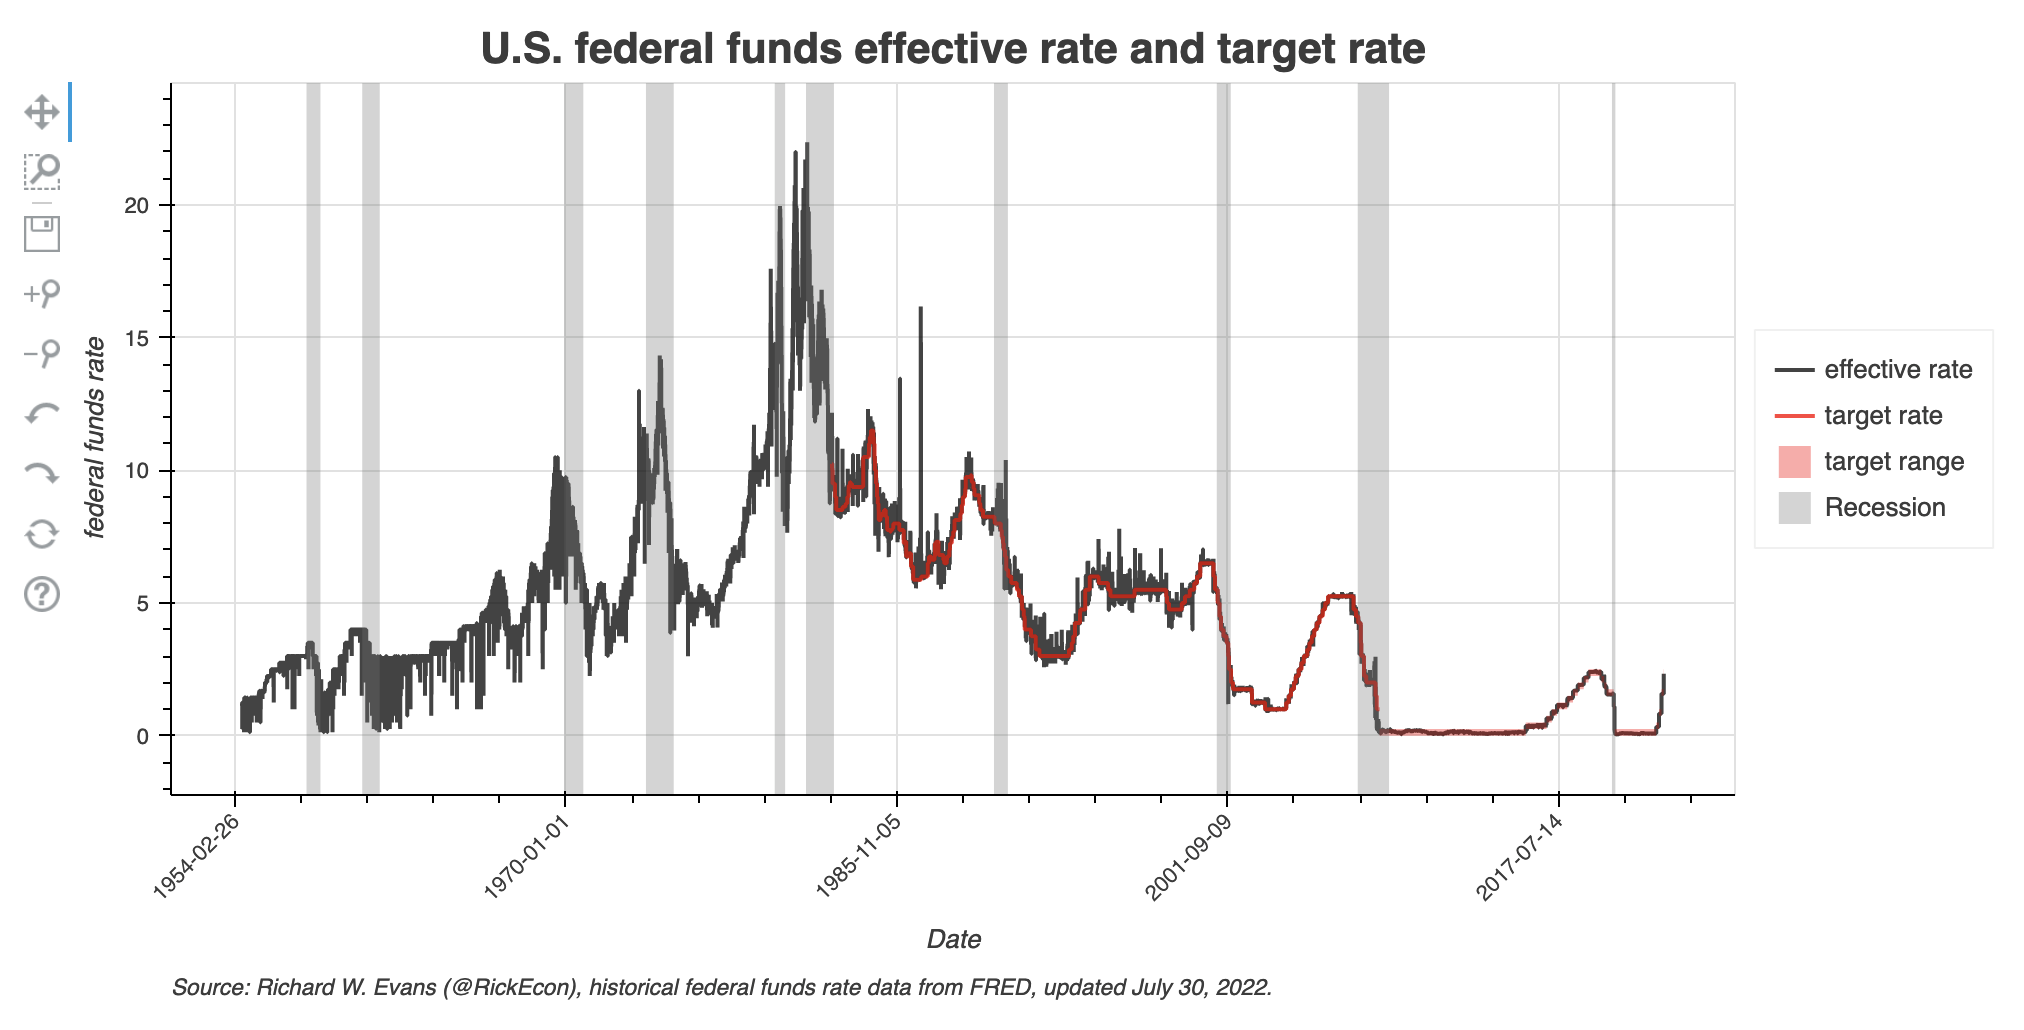 U.S. federal funds effective rate and target rate
federal funds rate
20
15
10
5
0
1954-02-26
1970-01-01
1985-11-05
2001-09-09
2017-07-14
Date
effective rate
target rate
target range
Recession
Source: Richard W. Evans (@RickEcon), historical federal funds rate data from FRED, updated July 30, 2022.